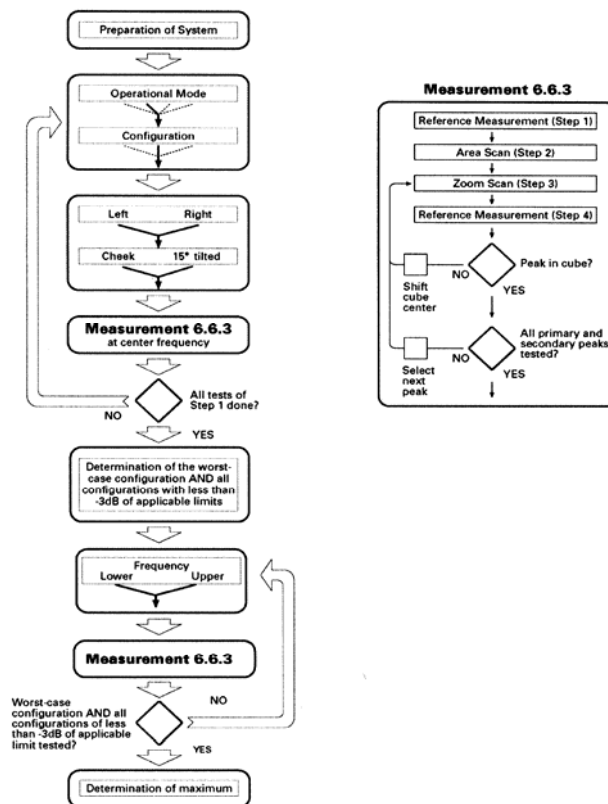 Preparation of System
Operational Mode
Configuration
Left Right
Cheek 15° tilted
Measurement 6.6.3
at center frequency
All tests of
Step 1 done?
NO
YES
Determination of the worst-
case configuration AND all
configurations with less than
-3dB of applicable limits
Frequency
Lower Upper
Measurement 6.6.3
NO
Worst-case
configuration AND all
configurations of less
than -3dB of applicable
limit tested?
YES
Determination of maximum
Measurement 6.6.3
Reference Measurement (Step 1)
Area Scan (Step 2)
Zoom Scan (Step 3)
Reference Measurement (Step 4)
Peak in cube?
NO
Shift
cube
center
YES
All primary and
secondary peaks
tested?
NO
Select
next
peak
YES